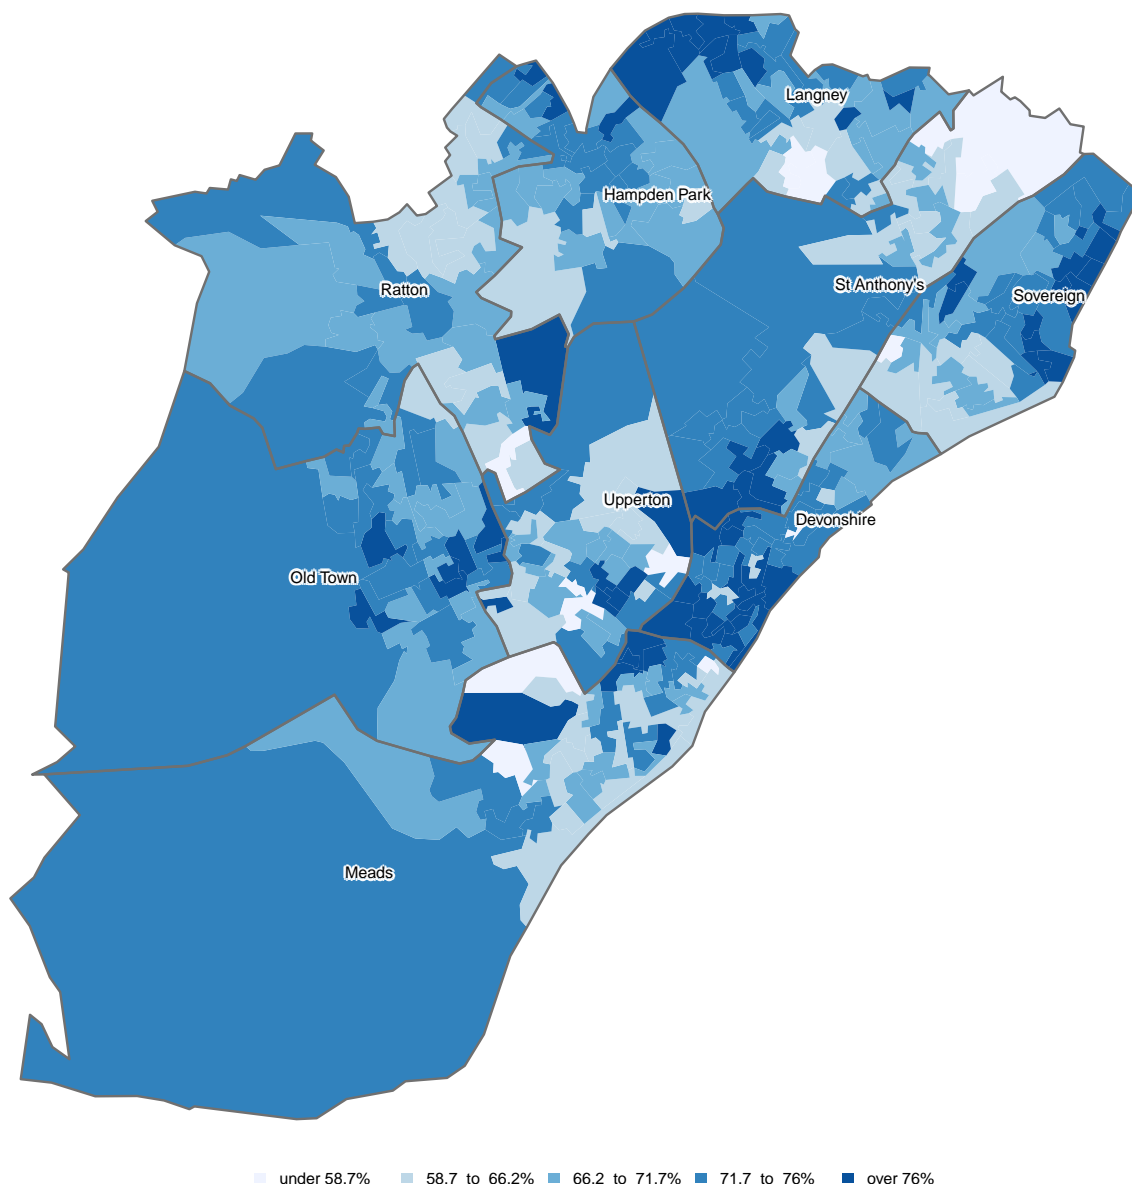 Langney
Hampden Park
St Anthony's
Ratton
Sovereign
Upperton
Devonshire
Old Town
Meads
under 58.7%
58.7 to 66.2%
66.2 to 71.7%
71.7 to 76%
over 76%